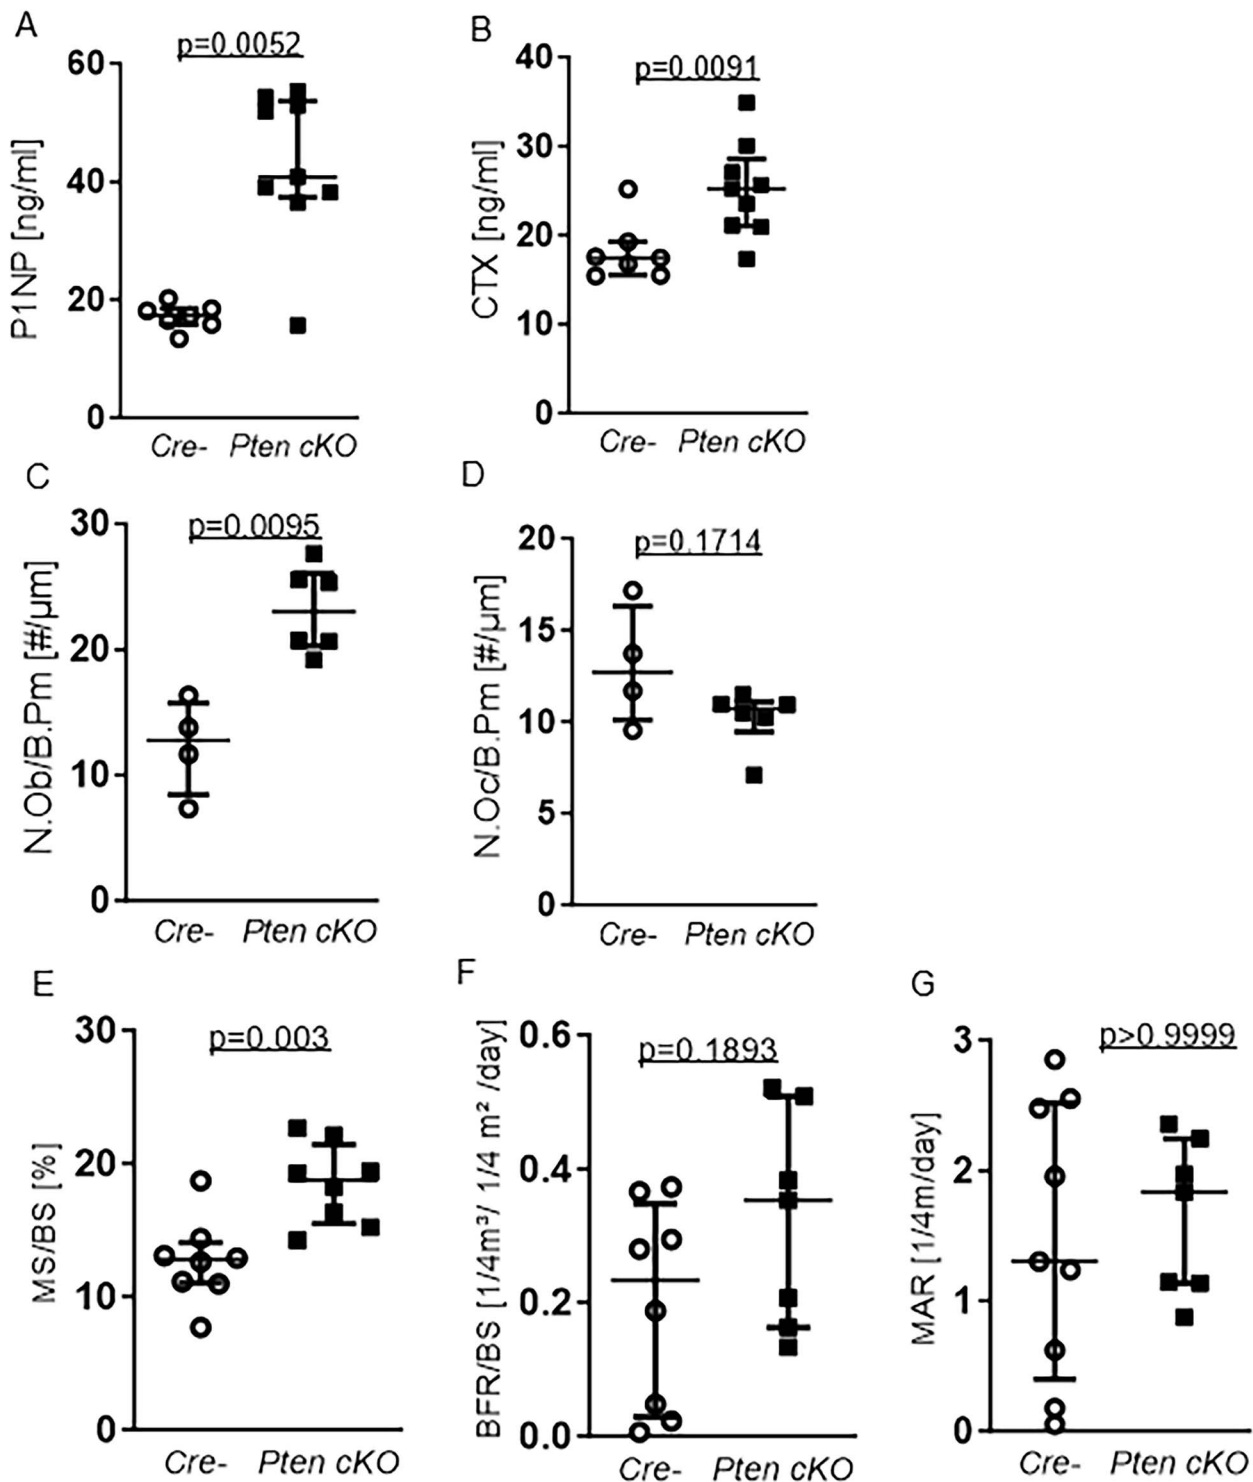 A
p=0.0052
60
40
20
0
P1NP [ng/ml]
Cre- Pten cKO
B
p=0.0091
40
30
20
10
0
CTX [ng/ml]
Cre- Pten cKO
C
p=0.0095
30
20
10
0
N.Ob/B.Pm [#/µm]
Cre- Pten cKO
D
p=0.1714
20
15
10
5
0
N.Oc/B.Pm [#/µm]
Cre- Pten cKO
E
p=0.003
30
20
10
0
MS/BS [%]
Cre- Pten cKO
F
p=0.1893
0.6
0.4
0.2
0.0
BFR/BS [1/4m³/ 1/4 m² /day]
Cre- Pten cKO
G
p>0.9999
3
2
1
0
MAR [1/4m/day]
Cre- Pten cKO